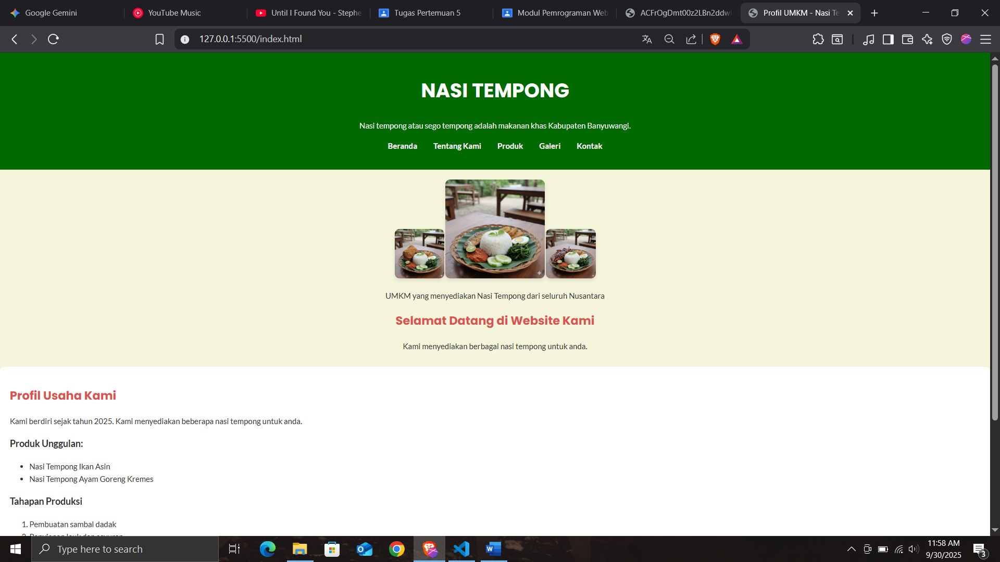 Google Gemini
YouTube Music
Until I Found You - Stephe
Tugas Pertemuan 5
Modul Pemrograman Web
ACFrOgDmt00z2LBn2ddwf
Profil UMKM - Nasi Te
127.0.0.1:5500/index.html
NASI TEMPONG
Nasi tempong atau sego tempong adalah makanan khas Kabupaten Banyuwangi.
Beranda Tentang Kami Produk Galeri Kontak
UMKM yang menyediakan Nasi Tempong dari seluruh Nusantara
Selamat Datang di Website Kami
Kami menyediakan berbagai nasi tempong untuk anda.
Profil Usaha Kami
Kami berdiri sejak tahun 2025. Kami menyediakan beberapa nasi tempong untuk anda.
Produk Unggulan:
• Nasi Tempong Ikan Asin
• Nasi Tempong Ayam Goreng Kremes
Tahapan Produksi
1. Pembuatan sambal dadak
Type here to search
11:58 AM
9/30/2025
3